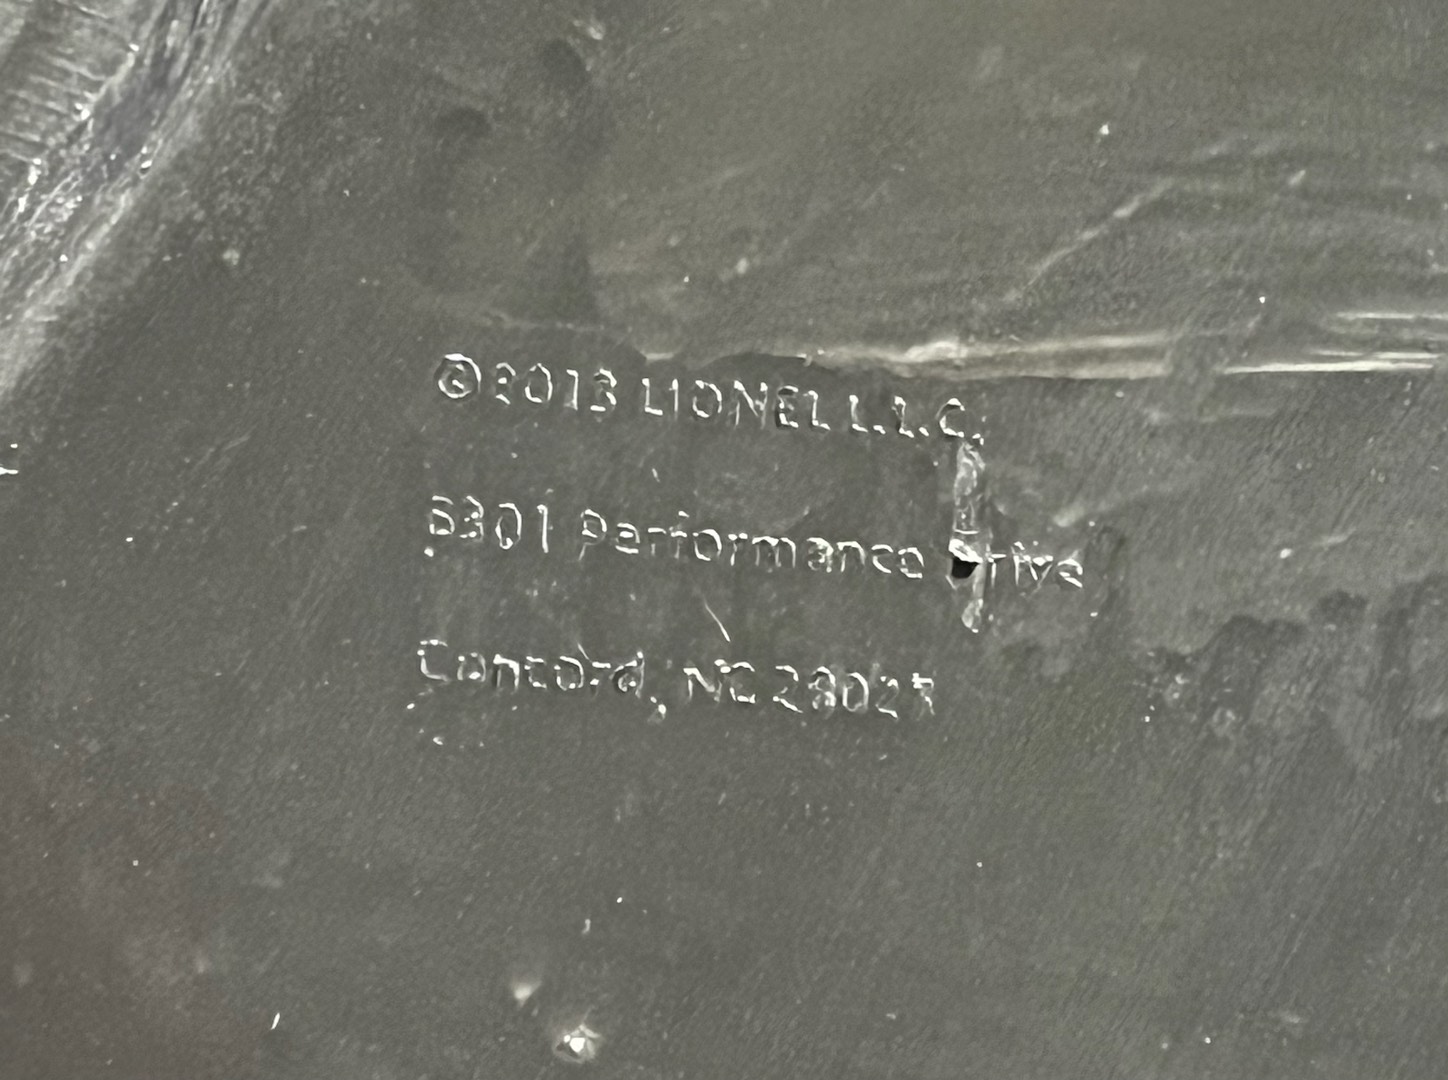 ©2013 LIONEL L.L.C.
6301 Performance Drive
Concord, NC 28027